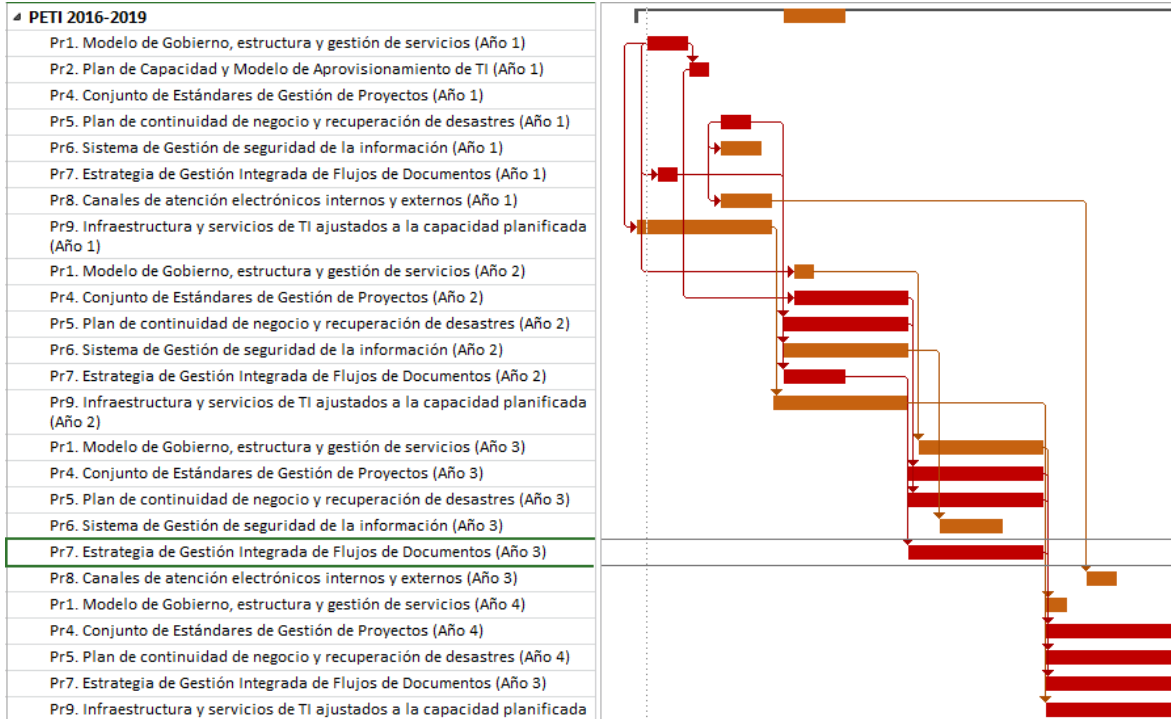 PETI 2016-2019
Pr1. Modelo de Gobierno, estructura y gestión de servicios (Año 1)
Pr2. Plan de Capacidad y Modelo de Aprovisionamiento de TI (Año 1)
Pr4. Conjunto de Estándares de Gestión de Proyectos (Año 1)
Pr5. Plan de continuidad de negocio y recuperación de desastres (Año 1)
Pr6. Sistema de Gestión de seguridad de la información (Año 1)
Pr7. Estrategia de Gestión Integrada de Flujos de Documentos (Año 1)
Pr8. Canales de atención electrónicos internos y externos (Año 1)
Pr9. Infraestructura y servicios de TI ajustados a la capacidad planificada
(Año 1)
Pr1. Modelo de Gobierno, estructura y gestión de servicios (Año 2)
Pr4. Conjunto de Estándares de Gestión de Proyectos (Año 2)
Pr5. Plan de continuidad de negocio y recuperación de desastres (Año 2)
Pr6. Sistema de Gestión de seguridad de la información (Año 2)
Pr7. Estrategia de Gestión Integrada de Flujos de Documentos (Año 2)
Pr9. Infraestructura y servicios de TI ajustados a la capacidad planificada
(Año 2)
Pr1. Modelo de Gobierno, estructura y gestión de servicios (Año 3)
Pr4. Conjunto de Estándares de Gestión de Proyectos (Año 3)
Pr5. Plan de continuidad de negocio y recuperación de desastres (Año 3)
Pr6. Sistema de Gestión de seguridad de la información (Año 3)
Pr7. Estrategia de Gestión Integrada de Flujos de Documentos (Año 3)
Pr8. Canales de atención electrónicos internos y externos (Año 3)
Pr1. Modelo de Gobierno, estructura y gestión de servicios (Año 4)
Pr4. Conjunto de Estándares de Gestión de Proyectos (Año 4)
Pr5. Plan de continuidad de negocio y recuperación de desastres (Año 4)
Pr7. Estrategia de Gestión Integrada de Flujos de Documentos (Año 3)
Pr9. Infraestructura y servicios de TI ajustados a la capacidad planificada